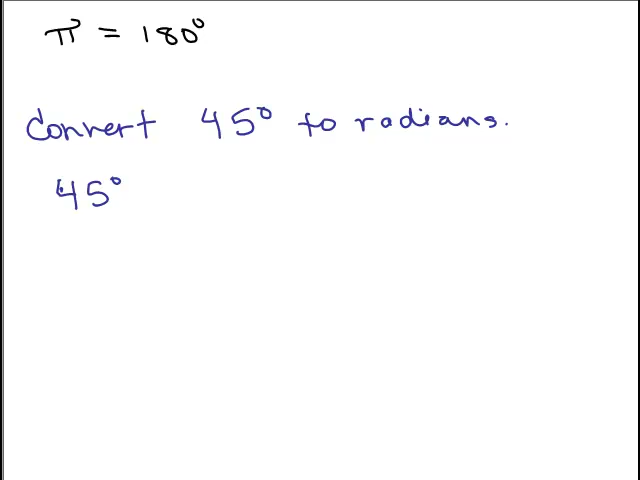 π = 180°
Convert 45° to radians.
45°